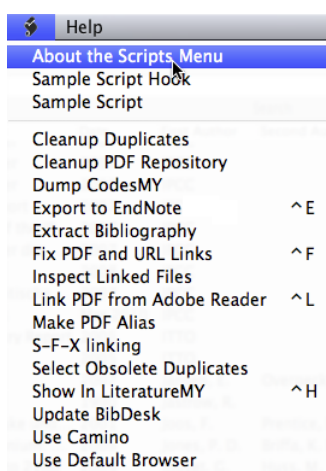 Help
About the Scripts Menu
Sample Script Hook
Sample Script
Cleanup Duplicates
Cleanup PDF Repository
Dump CodesMY
Export to EndNote ^E
Extract Bibliography
Fix PDF and URL Links ^F
Inspect Linked Files
Link PDF from Adobe Reader ^L
Make PDF Alias
S-F-X linking
Select Obsolete Duplicates
Show In LiteratureMY ^H
Update BibDesk
Use Camino
Use Default Browser